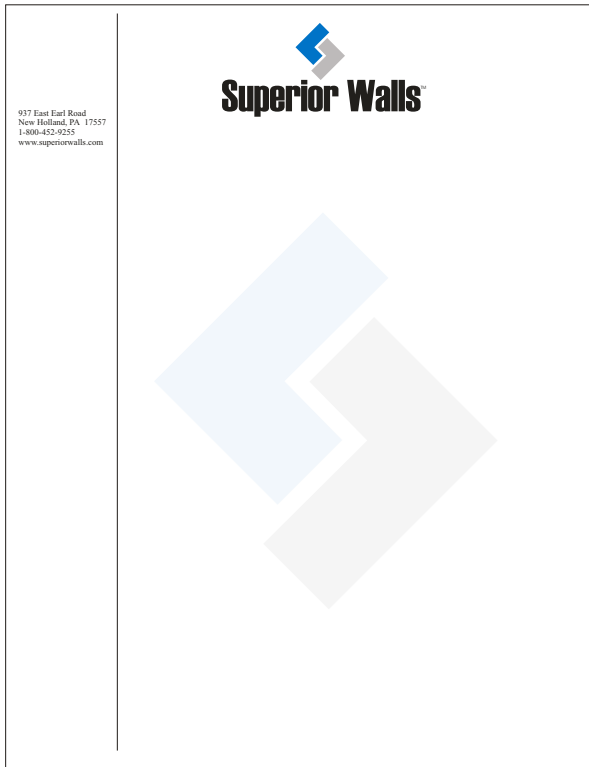 Superior Walls™
937 East Earl Road
New Holland, PA 17557
1-800-452-9255
www.superiorwalls.com